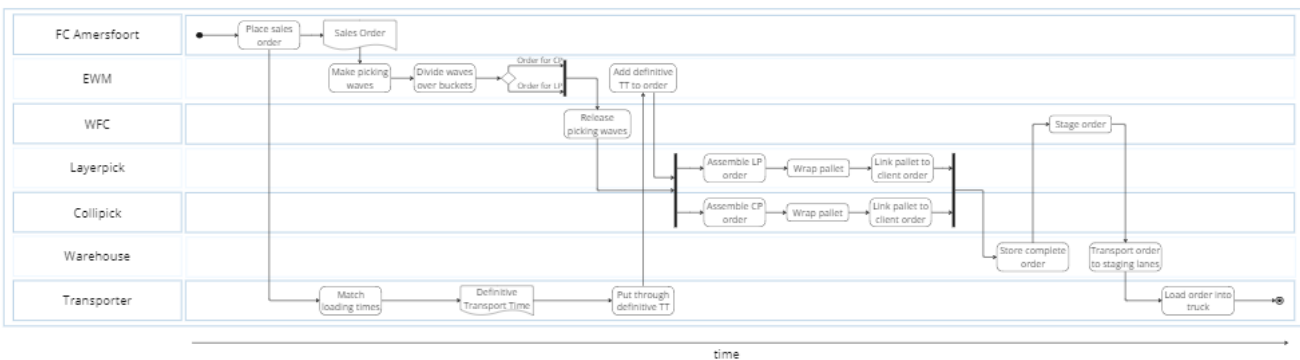 FC Amersfoort
Place sales
order
Sales Order
EWM
Make picking
waves
Divide waves
over buckets
Order for CP
Order for LP
Add definitive
TT to order
WFC
Release
picking waves
Stage order
Layerpick
Assemble LP
order
Wrap pallet
Link pallet to
client order
Collipick
Assemble CP
order
Wrap pallet
Link pallet to
client order
Warehouse
Store complete
order
Transport order
to staging lanes
Transporter
Match
loading times
Definitive
Transport Time
Put through
definitive TT
Load order into
truck
time